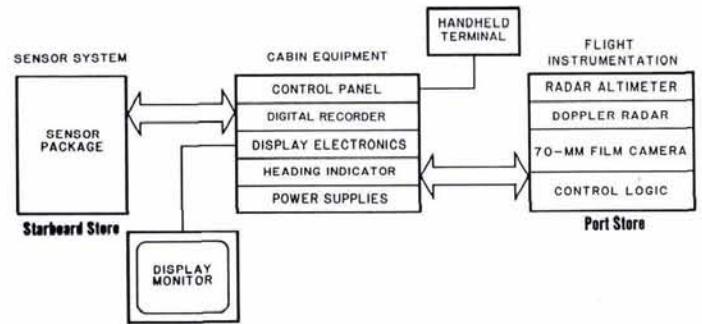 HANDHELD
TERMINAL
SENSOR SYSTEM
CABIN EQUIPMENT
FLIGHT
INSTRUMENTATION
SENSOR
PACKAGE
Starboard Store
CONTROL PANEL
DIGITAL RECORDER
DISPLAY ELECTRONICS
HEADING INDICATOR
POWER SUPPLIES
RADAR ALTIMETER
DOPPLER RADAR
70-MM FILM CAMERA
CONTROL LOGIC
Port Store
DISPLAY
MONITOR